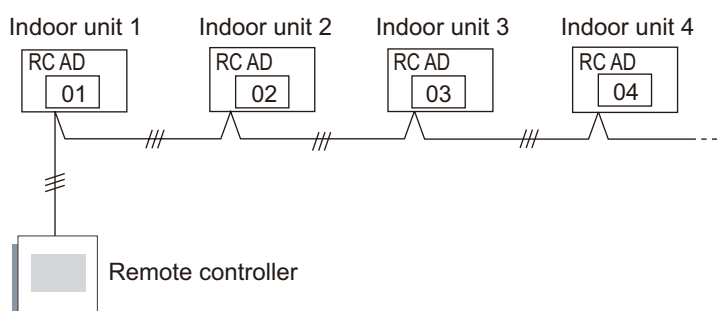 Indoor unit 1 Indoor unit 2 Indoor unit 3 Indoor unit 4
RC AD RC AD RC AD RC AD
01 02 03 04
Remote controller